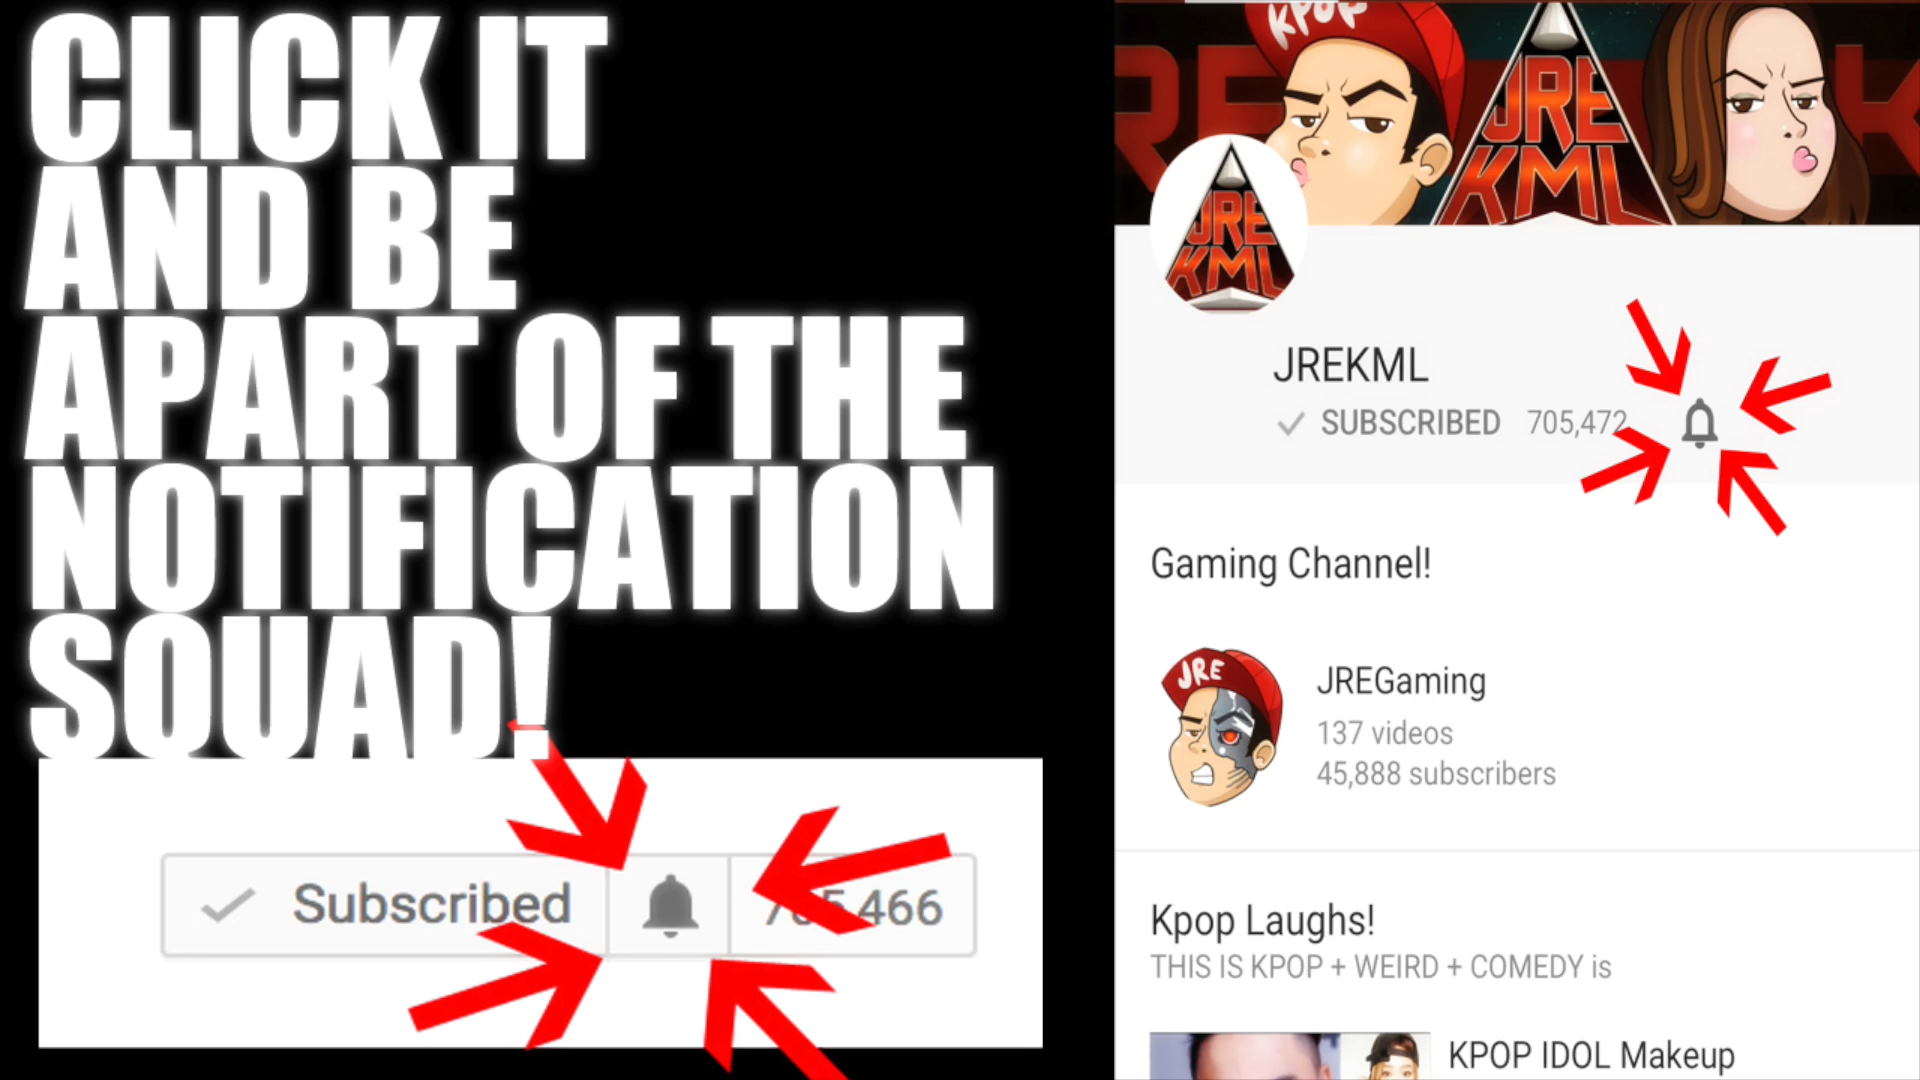 CLICK IT
AND BE
APART OF THE
NOTIFICATION
SQUAD!
Subscribed 705,466
KPOP
JRE
KML
JRE
KML
JREKML
SUBSCRIBED 705,472
Gaming Channel!
JRE
JREGaming
137 videos
45,888 subscribers
Kpop Laughs!
THIS IS KPOP + WEIRD + COMEDY is
KPOP IDOL Makeup